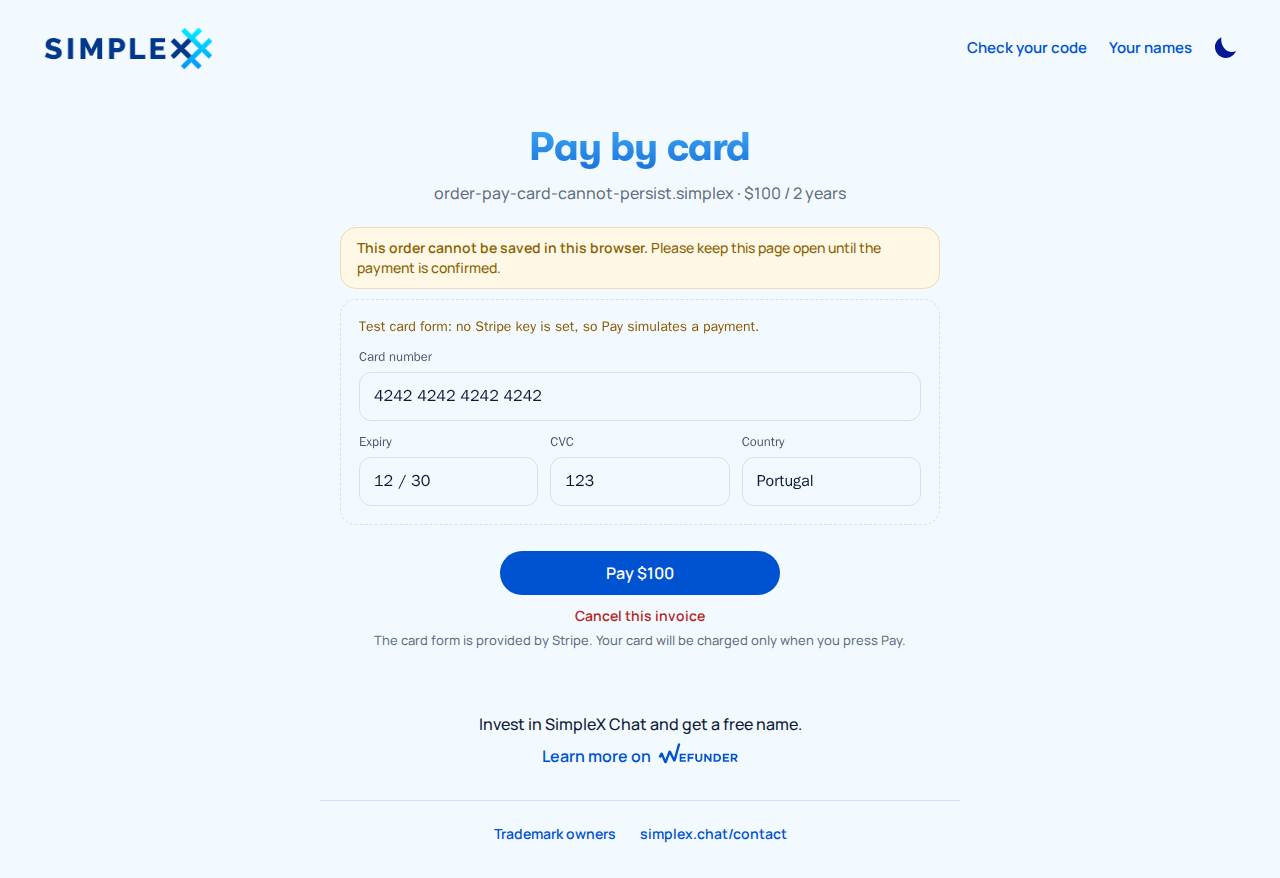 SIMPLEX
Check your code
Your names
Pay by card
order-pay-card-cannot-persist.simplex · $100 / 2 years
This order cannot be saved in this browser. Please keep this page open until the
payment is confirmed.
Test card form: no Stripe key is set, so Pay simulates a payment.
Card number
4242 4242 4242 4242
Expiry
CVC
Country
12 / 30
123
Portugal
Pay $100
Cancel this invoice
The card form is provided by Stripe. Your card will be charged only when you press Pay.
Invest in SimpleX Chat and get a free name.
Learn more on WEFUNDER
Trademark owners
simplex.chat/contact